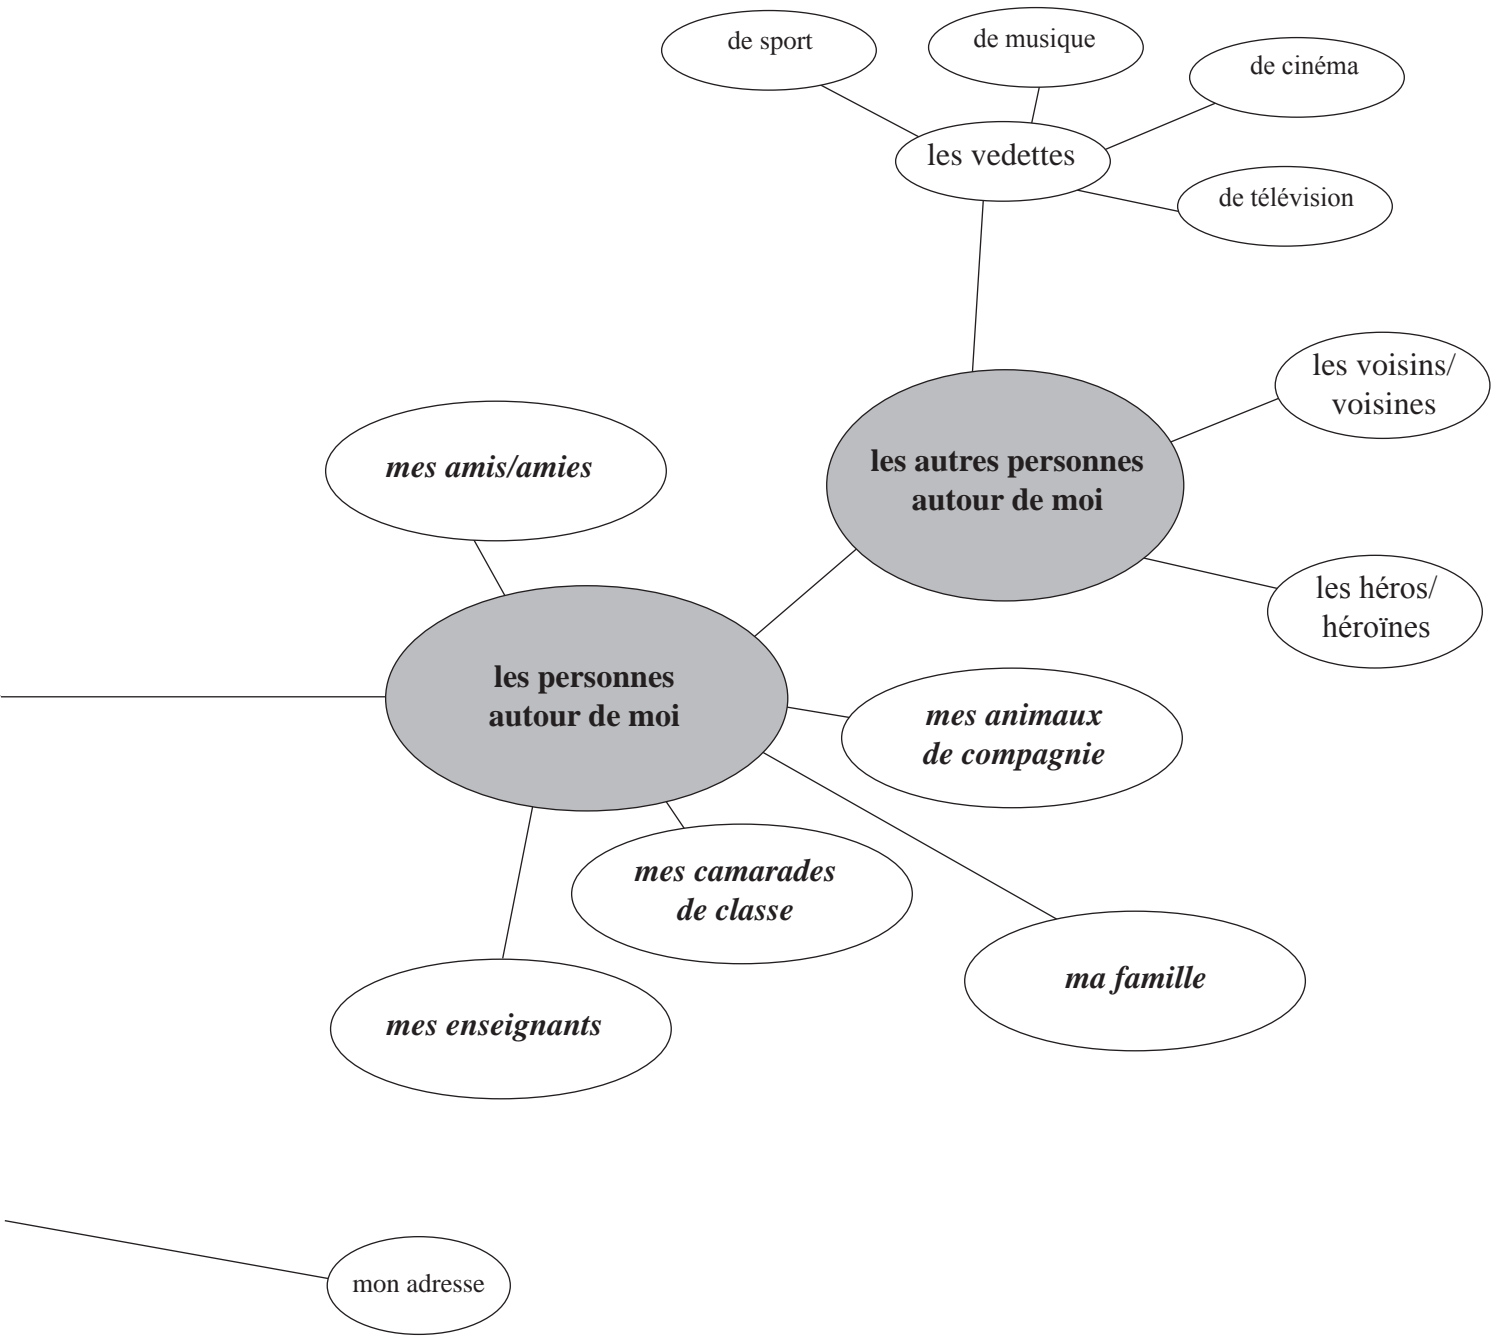 de sport
de musique
de cinéma
les vedettes
de télévision
les voisins/
voisines
les autres personnes
autour de moi
mes amis/amies
les héros/
héroïnes
les personnes
autour de moi
mes animaux
de compagnie
mes camarades
de classe
ma famille
mes enseignants
mon adresse